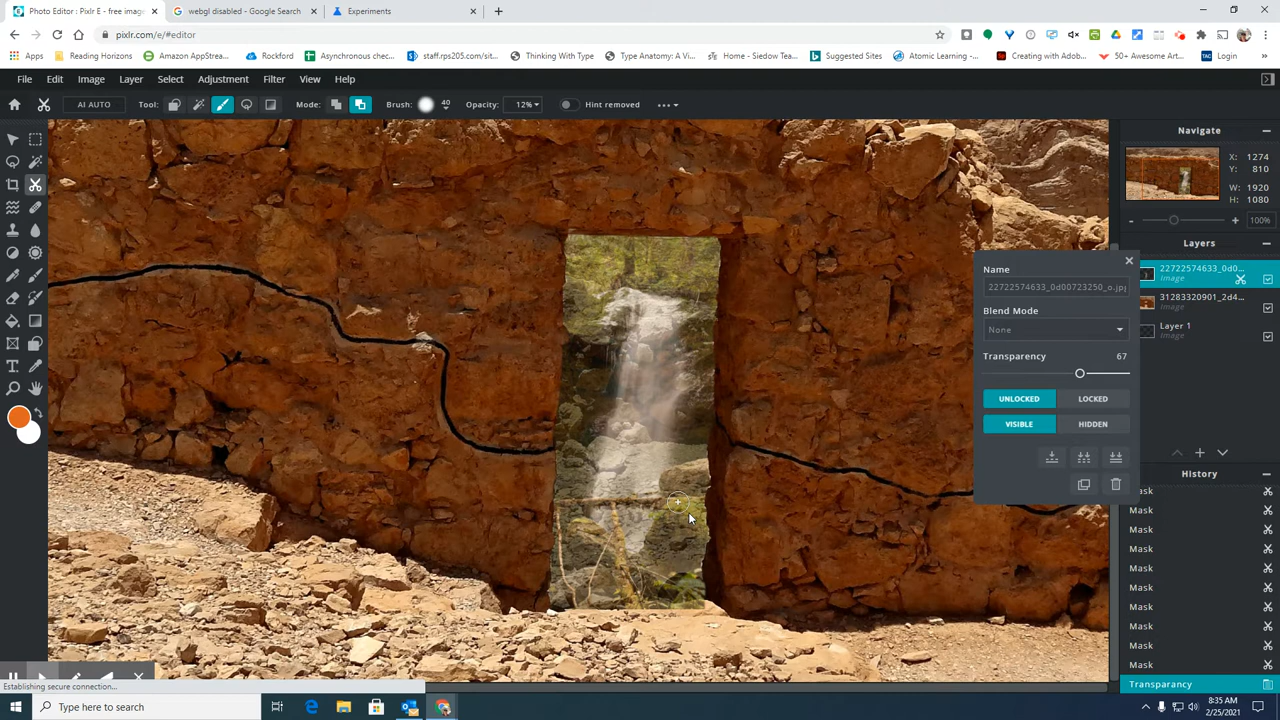 Photo Editor : Pixlr E - free imag
webgl disabled - Google Search
Experiments
pixlr.com/e/#editor
Apps
Reading Horizons
Amazon AppStrea...
Rockford
Asynchronous check...
staff.rps205.com/sit...
Thinking With Type
Type Anatomy: A Vi...
Home - Siedow Tea...
Suggested Sites
Atomic Learning -...
Creating with Adob...
50+ Awesome Art...
Login
File Edit Image Layer Select Adjustment Filter View Help
AI AUTO Tool: Mode: Brush: 40 Opacity: 12% Hint removed
Navigate
X: 1274
Y: 810
W: 1920
H: 1080
100%
Layers
22722574633_0d0...
Image
31283320901_2d4...
Image
Layer 1
Image
Name
22722574633_0d00723250_o.jpg
Blend Mode
None
Transparency 67
UNLOCKED LOCKED
VISIBLE HIDDEN
History
Mask
Mask
Mask
Mask
Mask
Mask
Mask
Mask
Mask
Mask
Transparancy
Establishing secure connection...
Type here to search
8:35 AM
2/25/2021